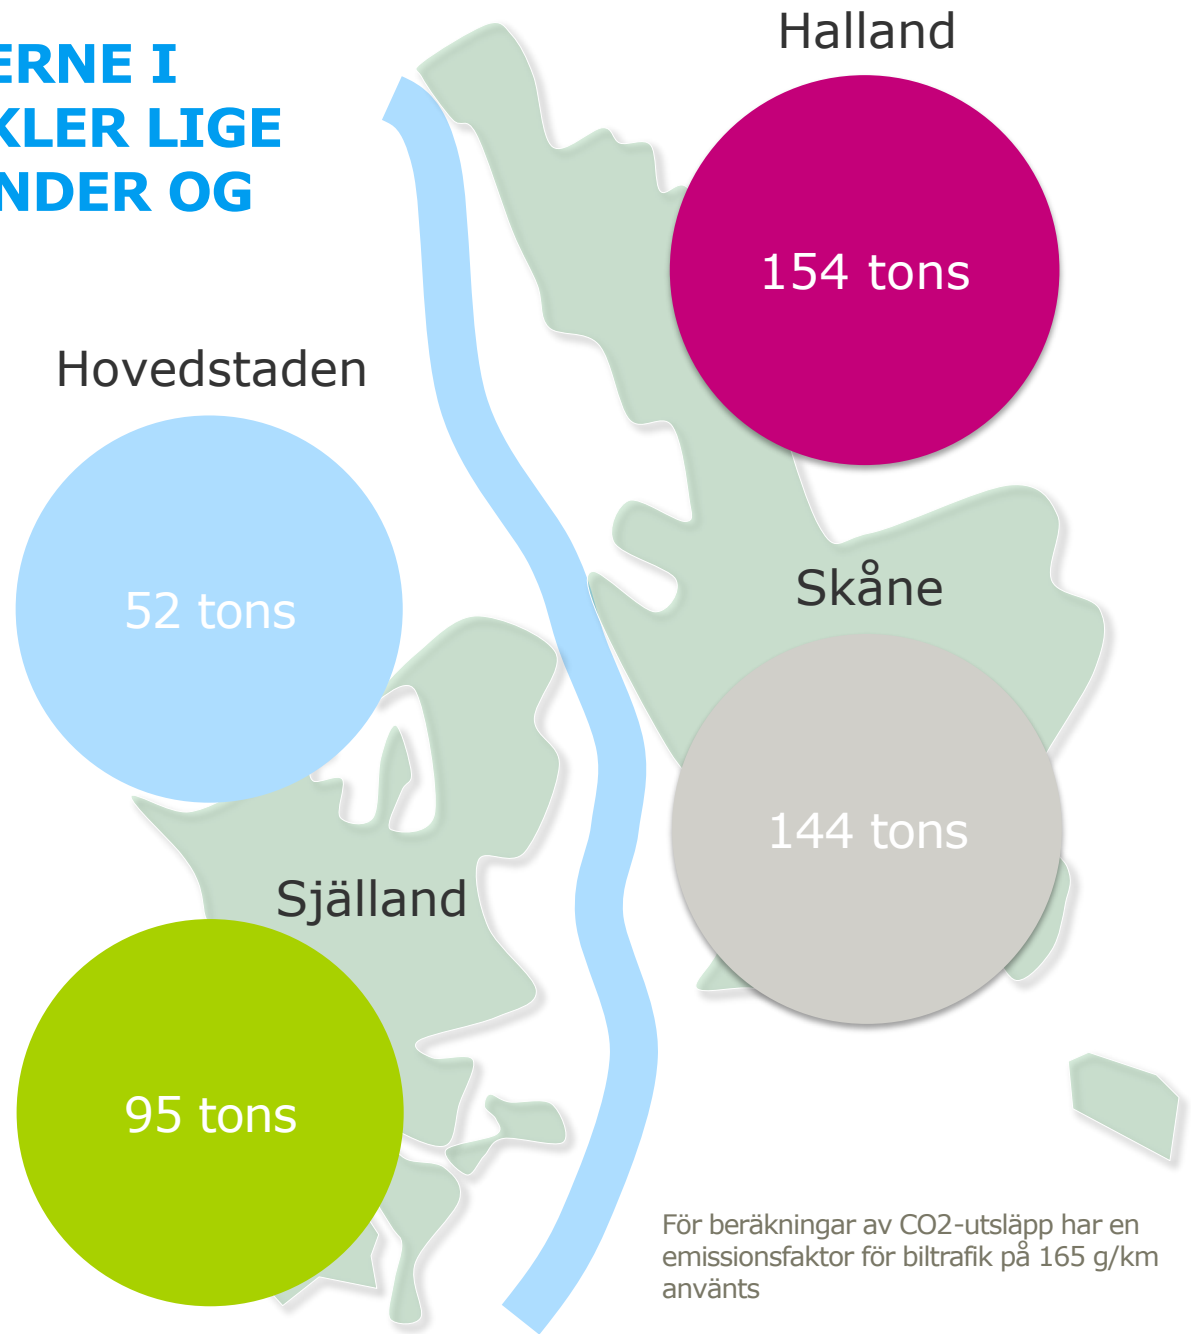 ERNE I
KLER LIGE
NDER OG
Halland
154 tons
Hovedstaden
52 tons
Skåne
144 tons
Själland
95 tons
För beräkningar av CO2-utsläpp har en
emissionsfaktor för biltrafik på 165 g/km
använts